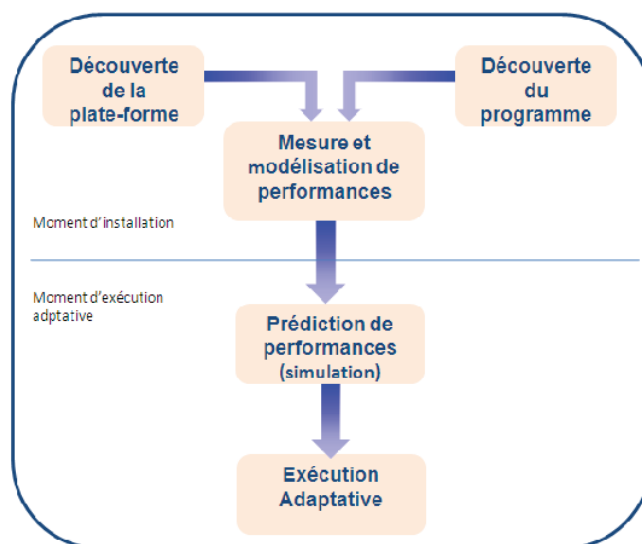 Découverte
de la
plate-forme
Découverte
du
programme
Mesure et
modélisation de
performances
Moment d'installation
Moment d'exécution
adptative
Prédiction de
performances
(simulation)
Exécution
Adaptative